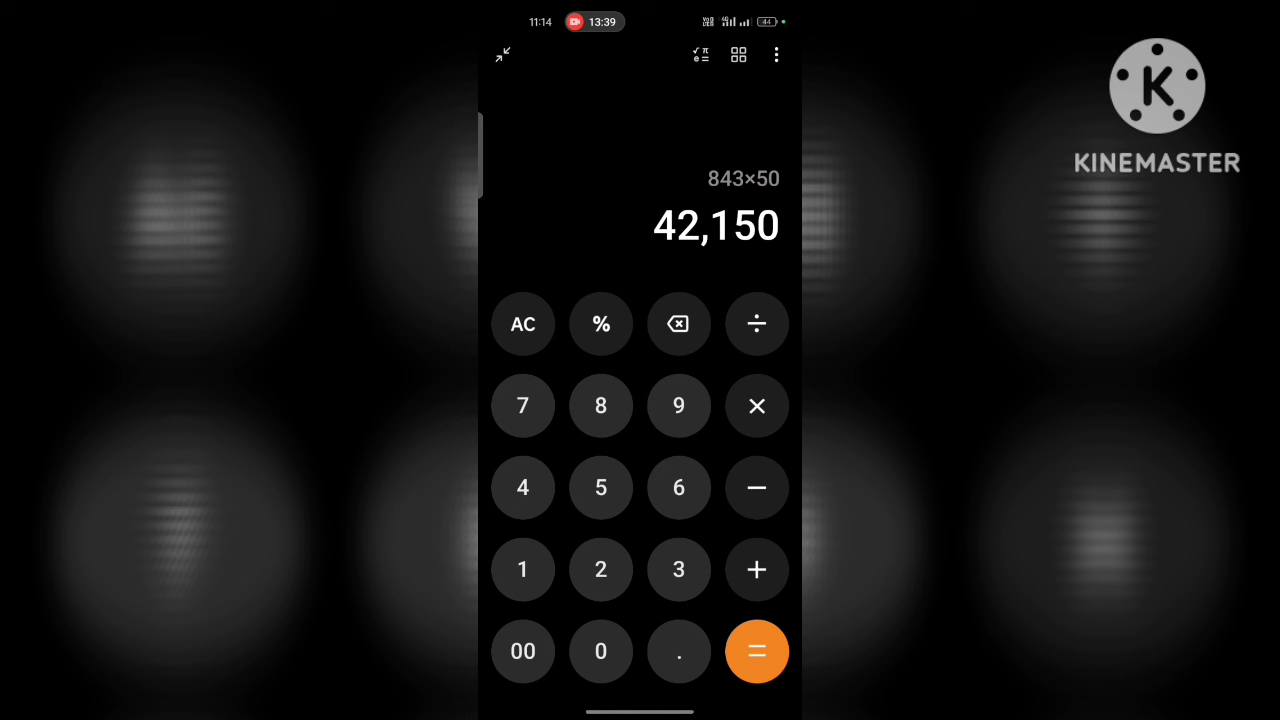 11:14 13:39 44
KINEMASTER
843×50
42,150
AC % ÷
7 8 9 ×
4 5 6 −
1 2 3 +
00 0 . =